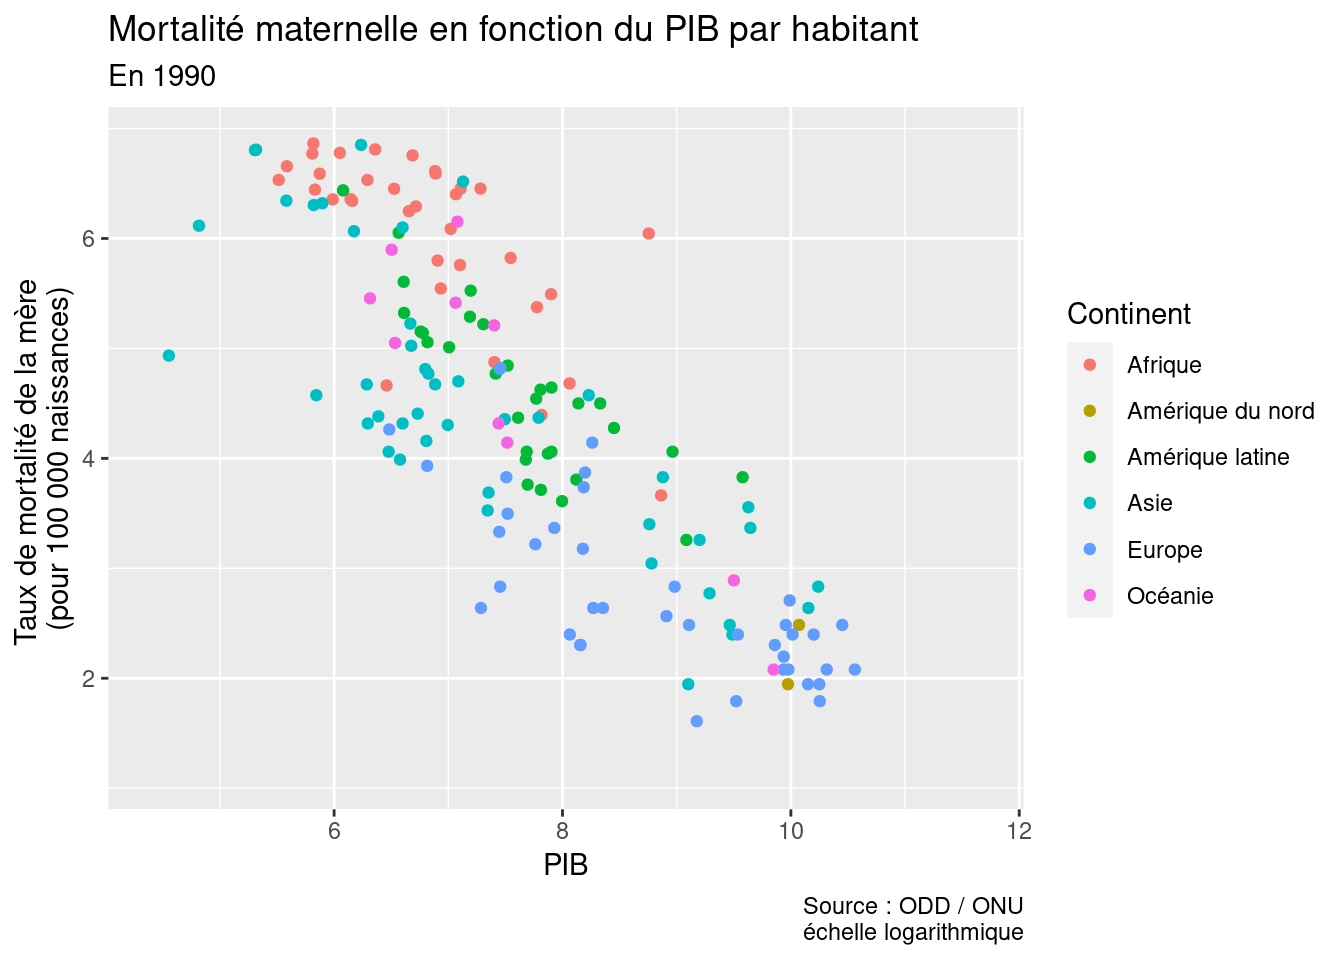 Mortalité maternelle en fonction du PIB par habitant
En 1990
Taux de mortalité de la mère
(pour 100 000 naissances)
6
4
2
6
8
10
12
PIB
Continent
Afrique
Amérique du nord
Amérique latine
Asie
Europe
Océanie
Source : ODD / ONU
échelle logarithmique